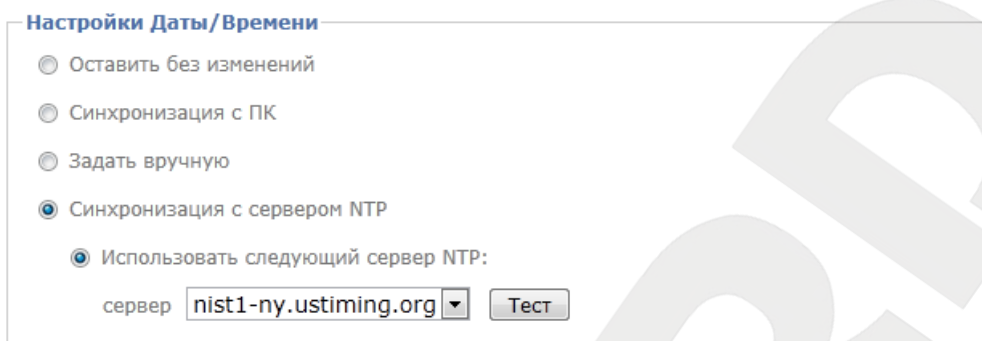 Настройки Даты/Времени
Оставить без изменений
Синхронизация с ПК
Задать вручную
Синхронизация с сервером NTP
Использовать следующий сервер NTP:
сервер nist1-ny.ustiming.org Тест